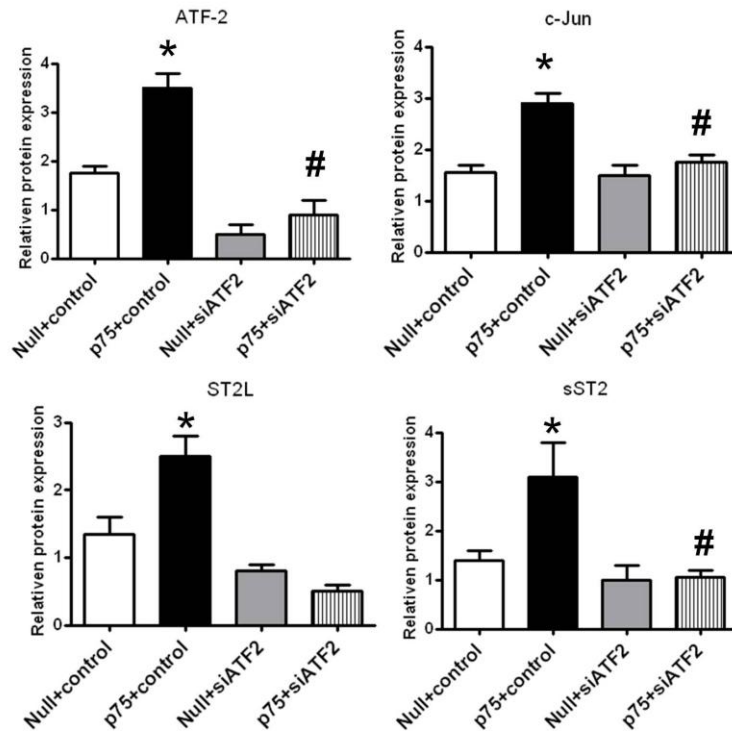 ATF-2
Relativen protein expression
4
3
2
1
0
*
#
Null+control
p75+control
Null+siATF2
p75+siATF2
c-Jun
Relativen protein expression
4
3
2
1
0
*
#
Null+control
p75+control
Null+siATF2
p75+siATF2
ST2L
Relativen protein expression
3
2
1
0
*
Null+control
p75+control
Null+siATF2
p75+siATF2
sST2
Relativen protein expression
4
3
2
1
0
*
#
Null+control
p75+control
Null+siATF2
p75+siATF2